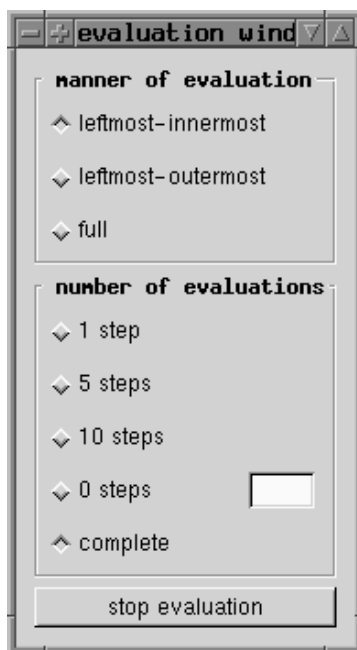 evaluation wind
manner of evaluation
leftmost-innermost
leftmost-outermost
full
number of evaluations
1 step
5 steps
10 steps
0 steps
complete
stop evaluation